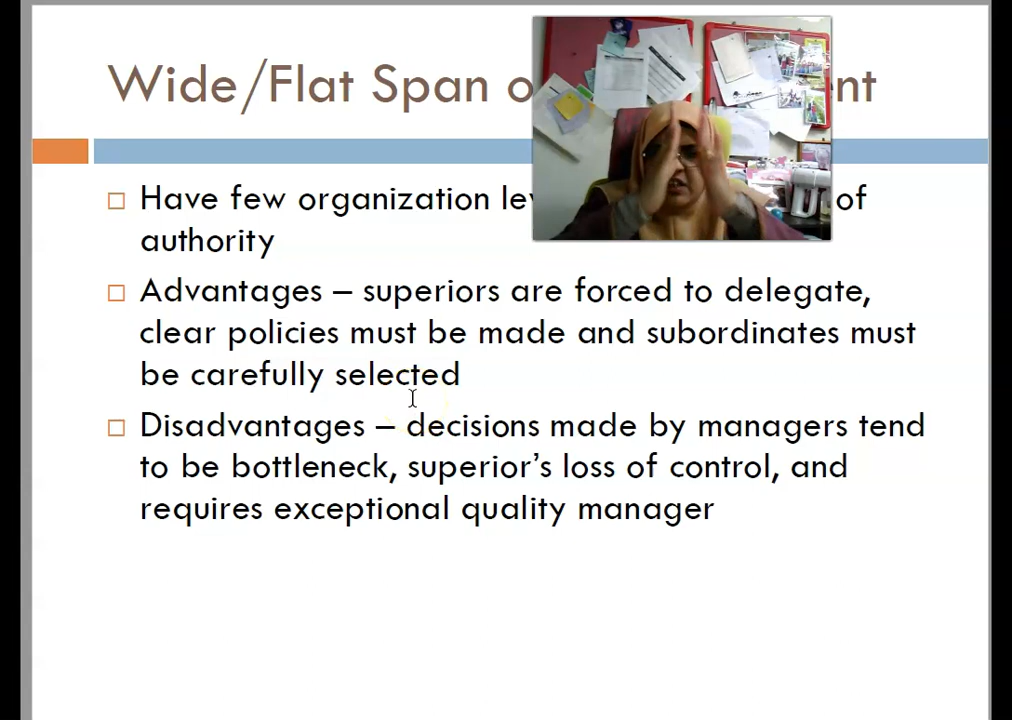 Wide/Flat Span
Have few organization of
authority
Advantages – superiors are forced to delegate,
clear policies must be made and subordinates must
be carefully selected
Disadvantages – decisions made by managers tend
to be bottleneck, superior's loss of control, and
requires exceptional quality manager